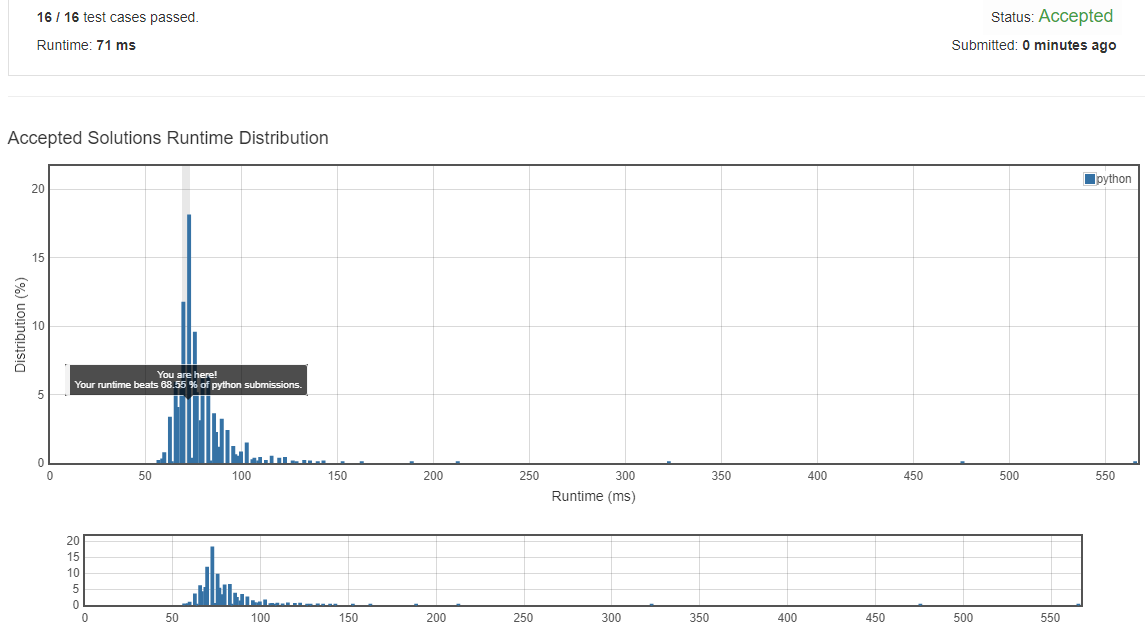 16 / 16 test cases passed.
Status: Accepted
Runtime: 71 ms
Submitted: 0 minutes ago
Accepted Solutions Runtime Distribution
python
20
15
10
5
0
Distribution (%)
You are here!
Your runtime beats 68.55 % of python submissions.
0 50 100 150 200 250 300 350 400 450 500 550
Runtime (ms)
20
15
10
5
0
0 50 100 150 200 250 300 350 400 450 500 550